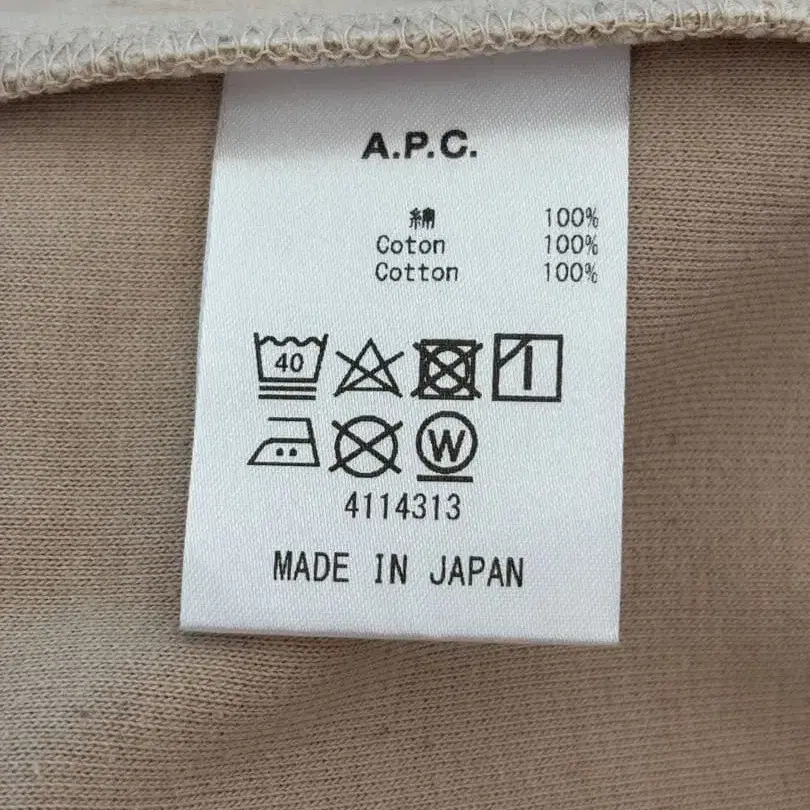 A.P.C.
綿 100%
Coton 100%
Cotton 100%
40
W
4114313
MADE IN JAPAN